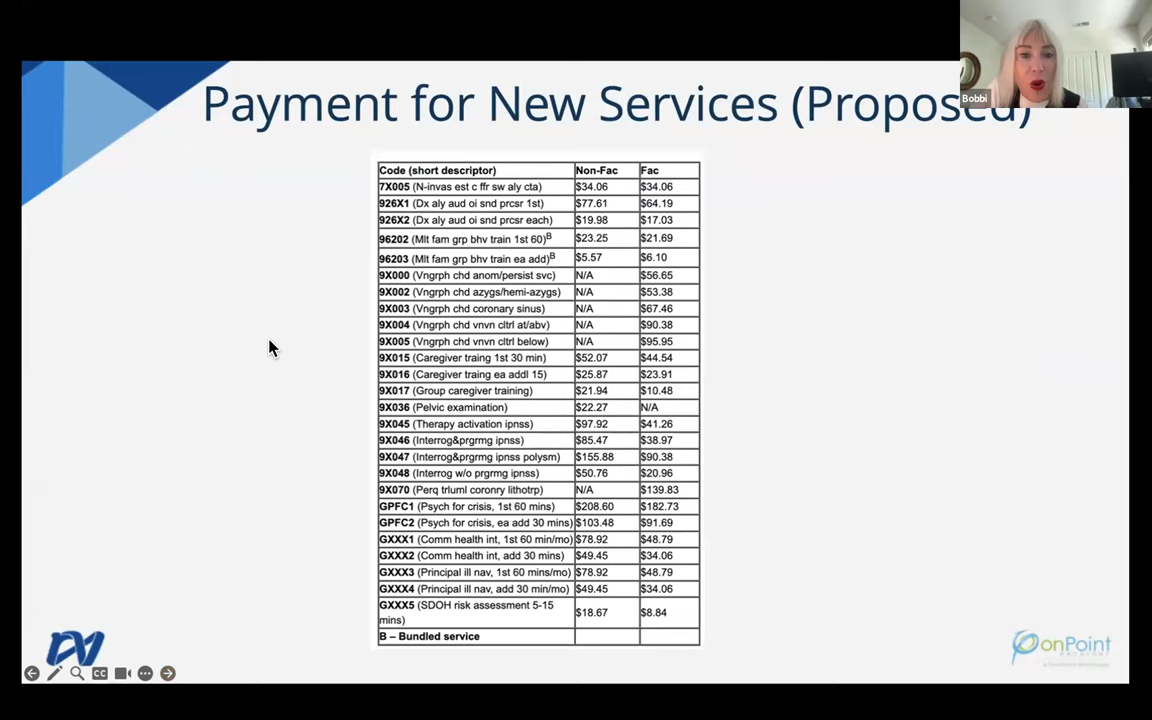 Payment for New Services (Proposed)
Bobbi
Code (short descriptor) Non-Fac Fac
7X005 (N-invas est c ffr sw aly cta) $34.06 $34.06
926X1 (Dx aly aud oi snd prcsr 1st) $77.61 $64.19
926X2 (Dx aly aud oi snd prcsr each) $19.98 $17.03
96202 (Mlt fam grp bhv train 1st 60)B $23.25 $21.69
96203 (Mlt fam grp bhv train ea add)B $5.57 $6.10
9X000 (Vngrph chd anom/persist svc) N/A $56.65
9X002 (Vngrph chd azygs/hemi-azygs) N/A $53.38
9X003 (Vngrph chd coronary sinus) N/A $67.46
9X004 (Vngrph chd vnvn cltrl at/abv) N/A $90.38
9X005 (Vngrph chd vnvn cltrl below) N/A $95.95
9X015 (Caregiver traing 1st 30 min) $52.07 $44.54
9X016 (Caregiver traing ea addl 15) $25.87 $23.91
9X017 (Group caregiver training) $21.94 $10.48
9X036 (Pelvic examination) $22.27 N/A
9X045 (Therapy activation ipnss) $97.92 $41.26
9X046 (Interrog&prgrmg ipnss) $85.47 $38.97
9X047 (Interrog&prgrmg ipnss polysm) $155.88 $90.38
9X048 (Interrog w/o prgrmg ipnss) $50.76 $20.96
9X070 (Perq trluml coronry lithotrp) N/A $139.83
GPFC1 (Psych for crisis, 1st 60 mins) $208.60 $182.73
GPFC2 (Psych for crisis, ea add 30 mins) $103.48 $91.69
GXXX1 (Comm health int, 1st 60 min/mo) $78.92 $48.79
GXXX2 (Comm health int, add 30 mins) $49.45 $34.06
GXXX3 (Principal ill nav, 1st 60 mins/mo) $78.92 $48.79
GXXX4 (Principal ill nav, add 30 min/mo) $49.45 $34.06
GXXX5 (SDOH risk assessment 5-15
mins) $18.67 $8.84
B – Bundled service
onPoint
CC